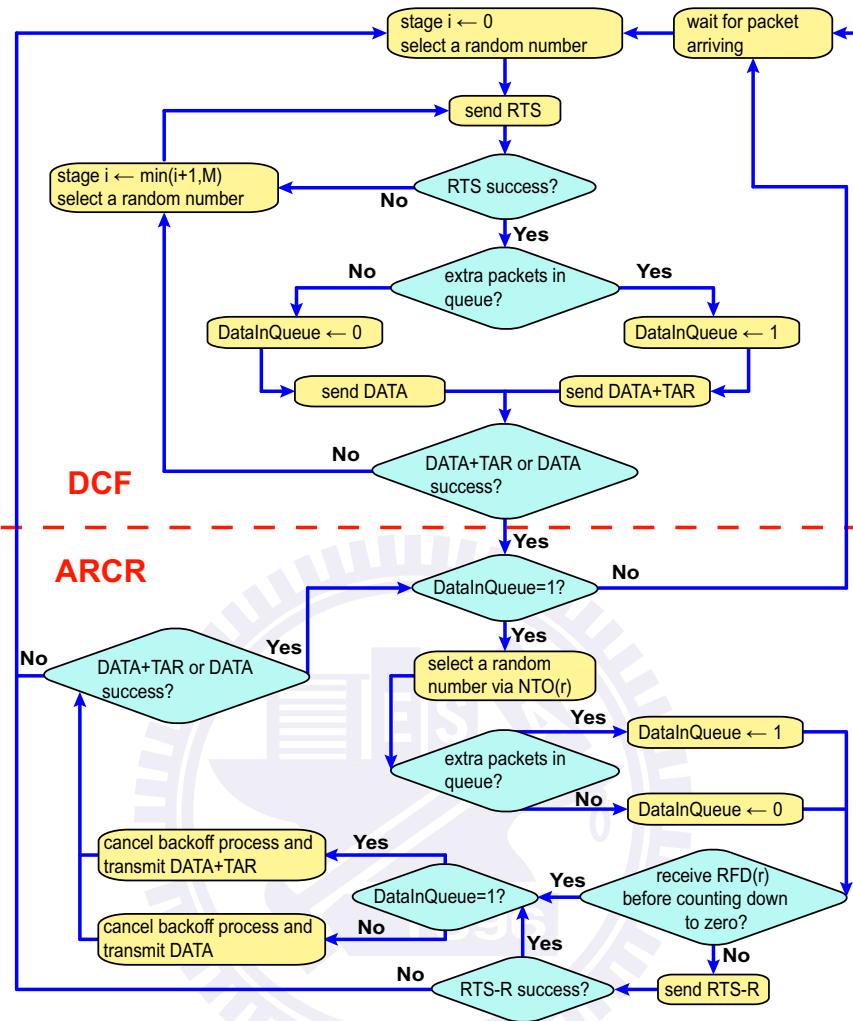 stage i ← 0
select a random number
wait for packet
arriving
send RTS
stage i ← min(i+1,M)
select a random number
RTS success?
No
Yes
No
extra packets in
queue?
Yes
DataInQueue ← 0
DataInQueue ← 1
send DATA
send DATA+TAR
No
DATA+TAR or DATA
success?
DCF
Yes
ARCR
DataInQueue=1?
No
Yes
No
DATA+TAR or DATA
success?
Yes
select a random
number via NTO(r)
Yes
DataInQueue ← 1
extra packets in
queue?
No
DataInQueue ← 0
cancel backoff process and
transmit DATA+TAR
Yes
DataInQueue=1?
Yes
receive RFD(r)
before counting down
to zero?
cancel backoff process and
transmit DATA
No
Yes
No
No
RTS-R success?
send RTS-R
1896